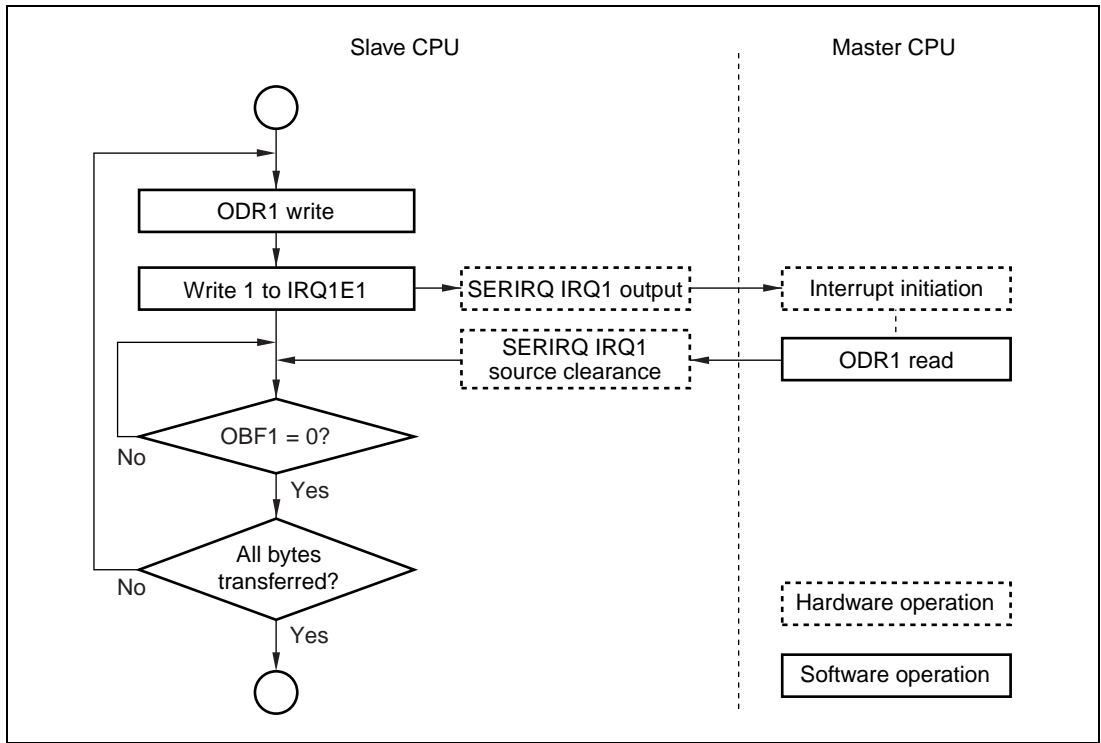 Slave CPU
Master CPU
ODR1 write
Write 1 to IRQ1E1
SERIRQ IRQ1 output
Interrupt initiation
SERIRQ IRQ1
source clearance
ODR1 read
OBF1 = 0?
No
Yes
All bytes
transferred?
No
Yes
Hardware operation
Software operation